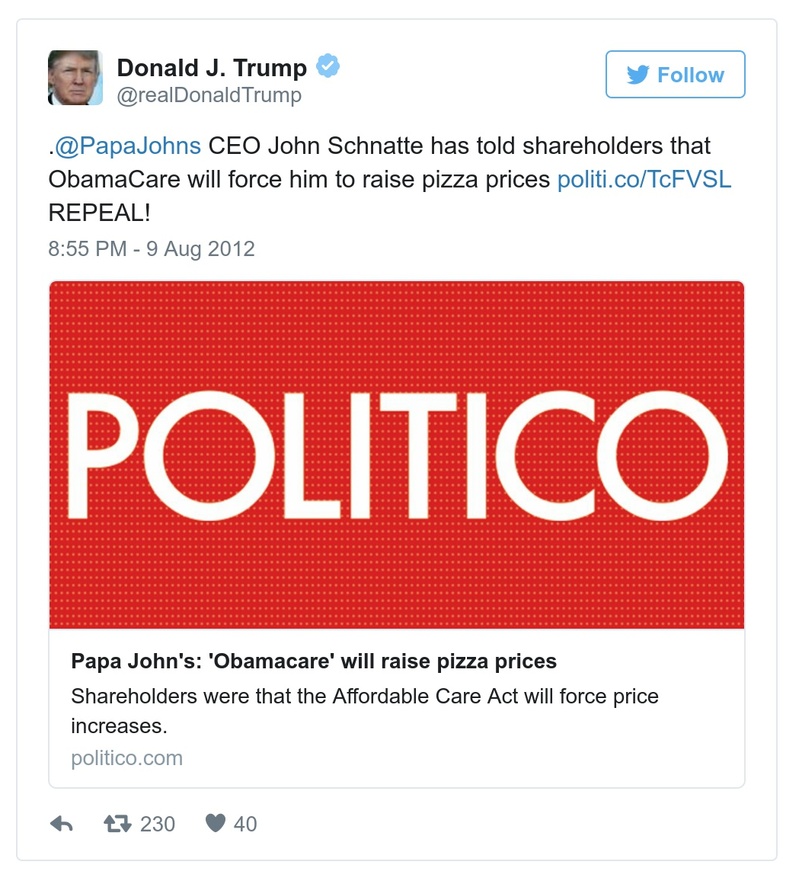 Donald J. Trump
@realDonaldTrump
Follow
.@PapaJohns CEO John Schnatte has told shareholders that
ObamaCare will force him to raise pizza prices politi.co/TcFVSL
REPEAL!
8:55 PM - 9 Aug 2012
POLITICO
Papa John's: 'Obamacare' will raise pizza prices
Shareholders were that the Affordable Care Act will force price
increases.
politico.com
230 40